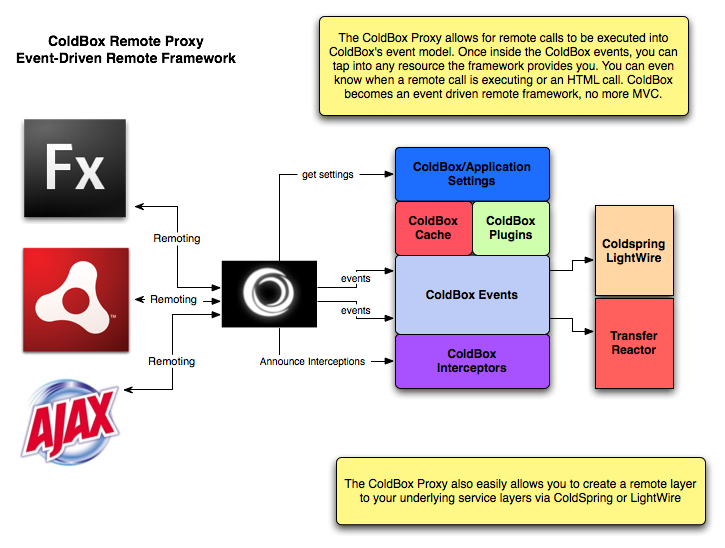 ColdBox Remote Proxy
Event-Driven Remote Framework
The ColdBox Proxy allows for remote calls to be executed into
ColdBox's event model. Once inside the ColdBox events, you can
tap into any resource the framework provides you. You can even
know when a remote call is executing or an HTML call. ColdBox
becomes an event driven remote framework, no more MVC.
Fx
get settings
ColdBox/Application
Settings
ColdBox
Cache
ColdBox
Plugins
Remoting
Coldspring
LightWire
events
ColdBox Events
Remoting
TM
events
Transfer
Reactor
Remoting
Announce Interceptions
ColdBox
Interceptors
AJAX
The ColdBox Proxy also easily allows you to create a remote layer
to your underlying service layers via ColdSpring or LightWire